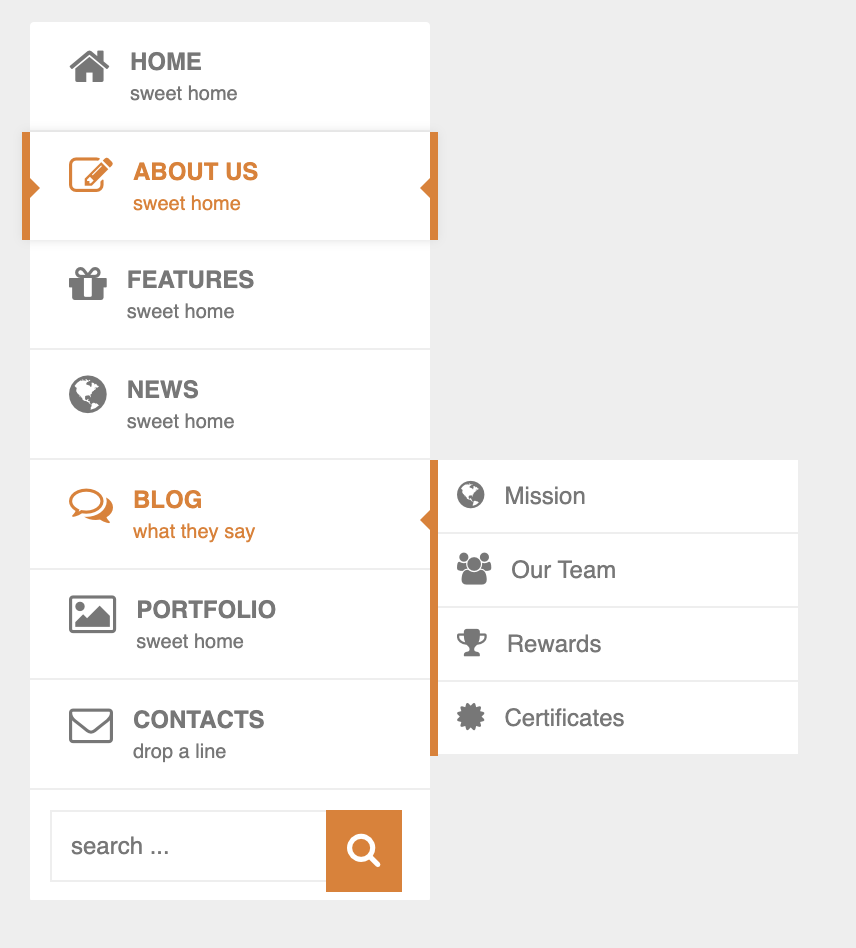 HOME
sweet home
ABOUT US
sweet home
FEATURES
sweet home
NEWS
sweet home
BLOG
what they say
Mission
Our Team
PORTFOLIO
sweet home
Rewards
Certificates
CONTACTS
drop a line
search ...